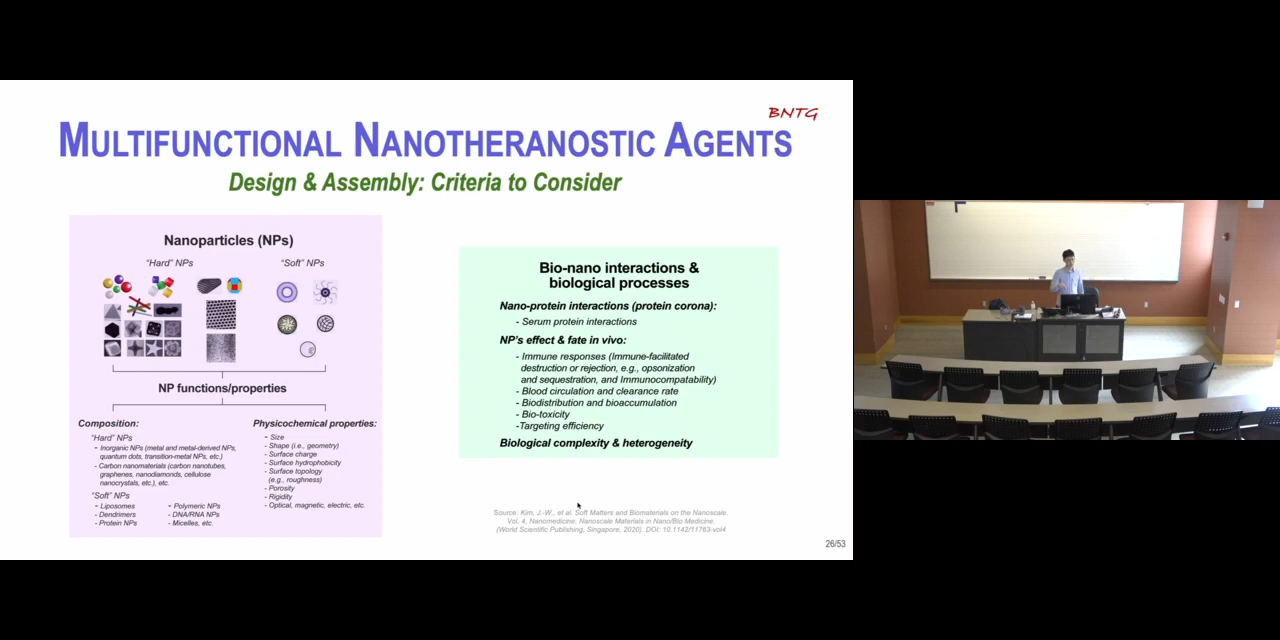 BNTG
MULTIFUNCTIONAL NANOTHERANOSTIC AGENTS
Design & Assembly: Criteria to Consider
Nanoparticles (NPs)
"Hard" NPs
"Soft" NPs
NP functions/properties
Composition:
"Hard" NPs
- Inorganic NPs (metal and metal-derived NPs,
quantum dots, transition-metal NPs, etc.)
- Carbon nanomaterials (carbon nanotubes,
graphenes, nanodiamonds, cellulose
nanocrystals, etc.), etc.
"Soft" NPs
- Liposomes
- Dendrimers
- Protein NPs
- Polymeric NPs
- DNA/RNA NPs
- Micelles, etc.
Physicochemical properties:
- Size
- Shape (i.e., geometry)
- Surface charge
- Surface hydrophobicity
- Surface topology
(e.g., roughness)
- Porosity
- Rigidity
- Optical, magnetic, electric, etc.
Bio-nano interactions &
biological processes
Nano-protein interactions (protein corona):
- Serum protein interactions
NP's effect & fate in vivo:
- Immune responses (Immune-facilitated
destruction or rejection, e.g., opsonization
and sequestration, and Immunocompatability)
- Blood circulation and clearance rate
- Biodistribution and bioaccumulation
- Bio-toxicity
-Targeting efficiency
Biological complexity & heterogeneity
Source: Kim, J.-W., et al. Soft Matters and Biomaterials on the Nanoscale.
Vol. 4, Nanomedicine: Nanoscale Materials in Nano/Bio Medicine.
(World Scientific Publishing, Singapore, 2020). DOI: 10.1142/11763-vol4
26/53